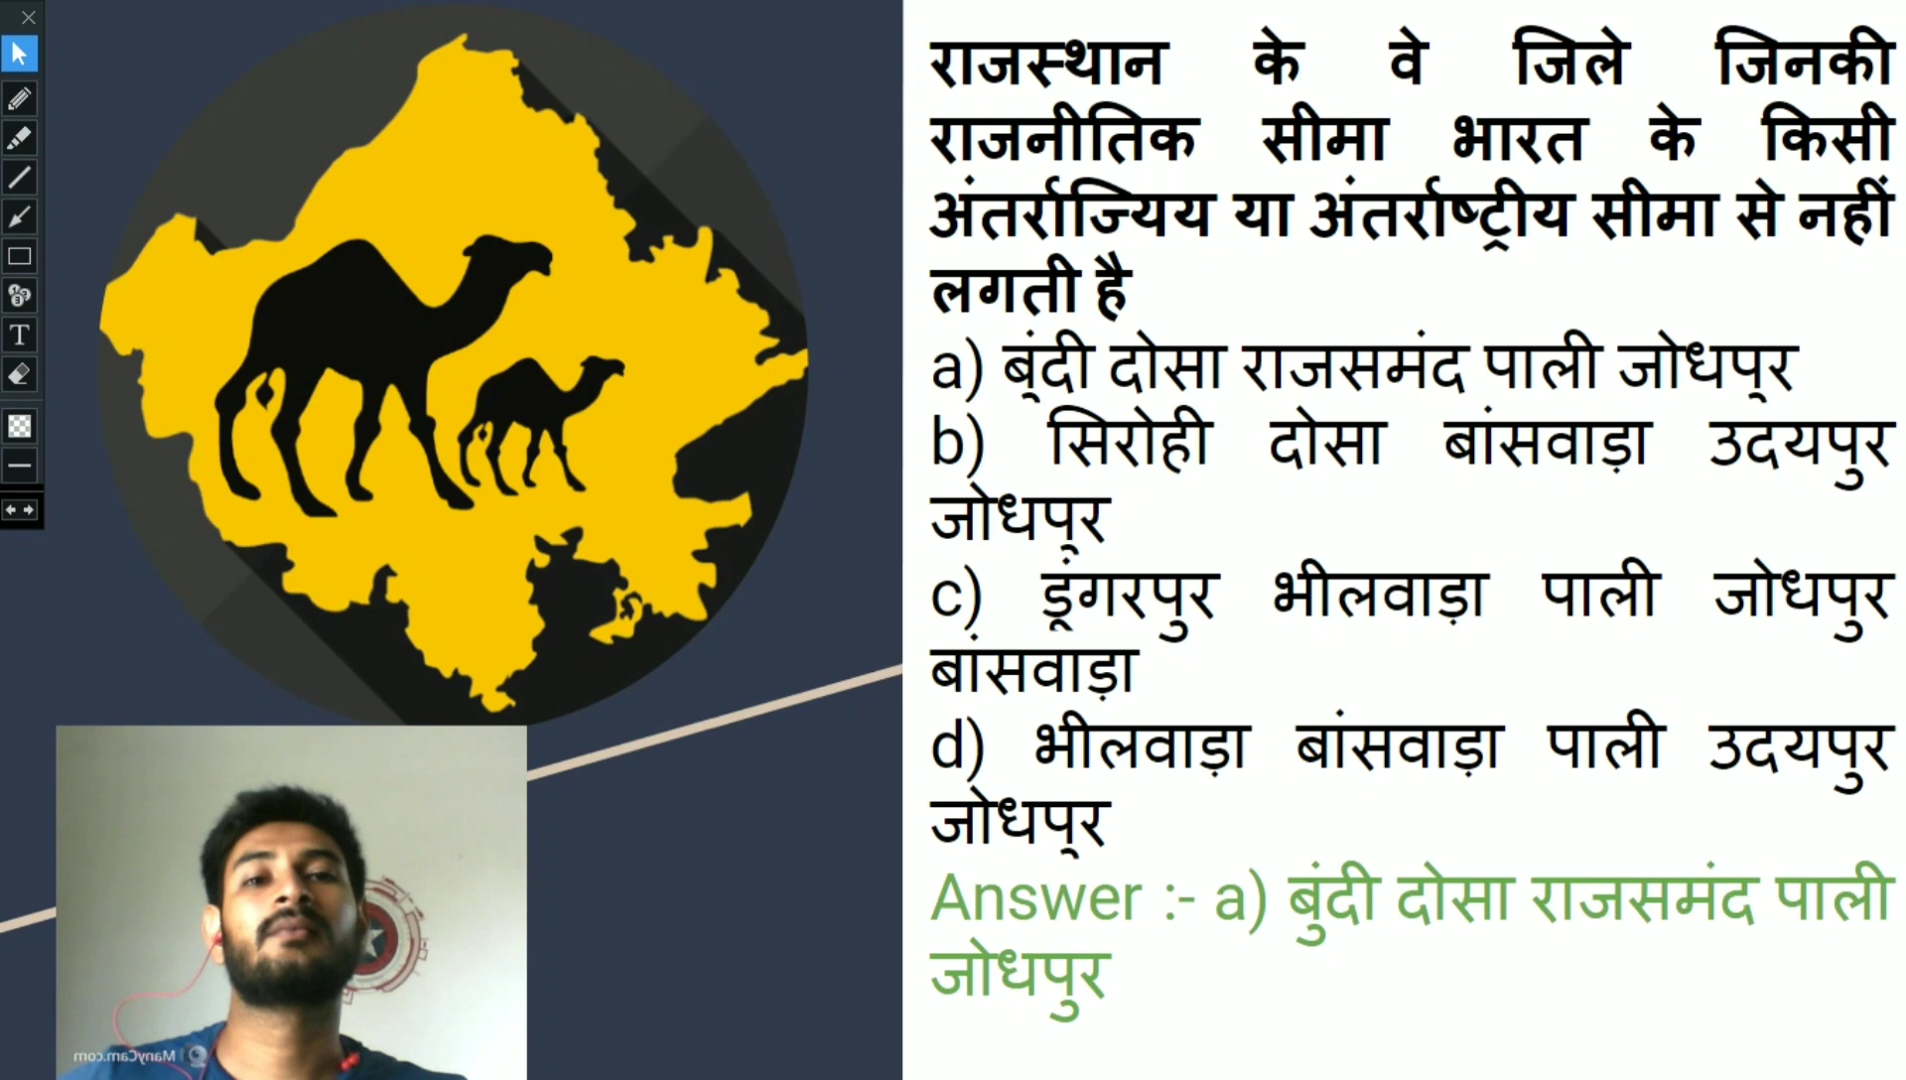 राजस्थान के वे जिले जिनकी
राजनीतिक सीमा भारत के किसी
अंतर्राज्यिय या अंतर्राष्ट्रीय सीमा से नहीं
लगती है
a) बुंदी दोसा राजसमंद पाली जोधपुर
b) सिरोही दोसा बांसवाड़ा उदयपुर
जोधपुर
c) डूंगरपुर भीलवाड़ा पाली जोधपुर
बांसवाड़ा
d) भीलवाड़ा बांसवाड़ा पाली उदयपुर
जोधपुर
Answer :- a) बुंदी दोसा राजसमंद पाली
जोधपुर
T
ManyCam.com